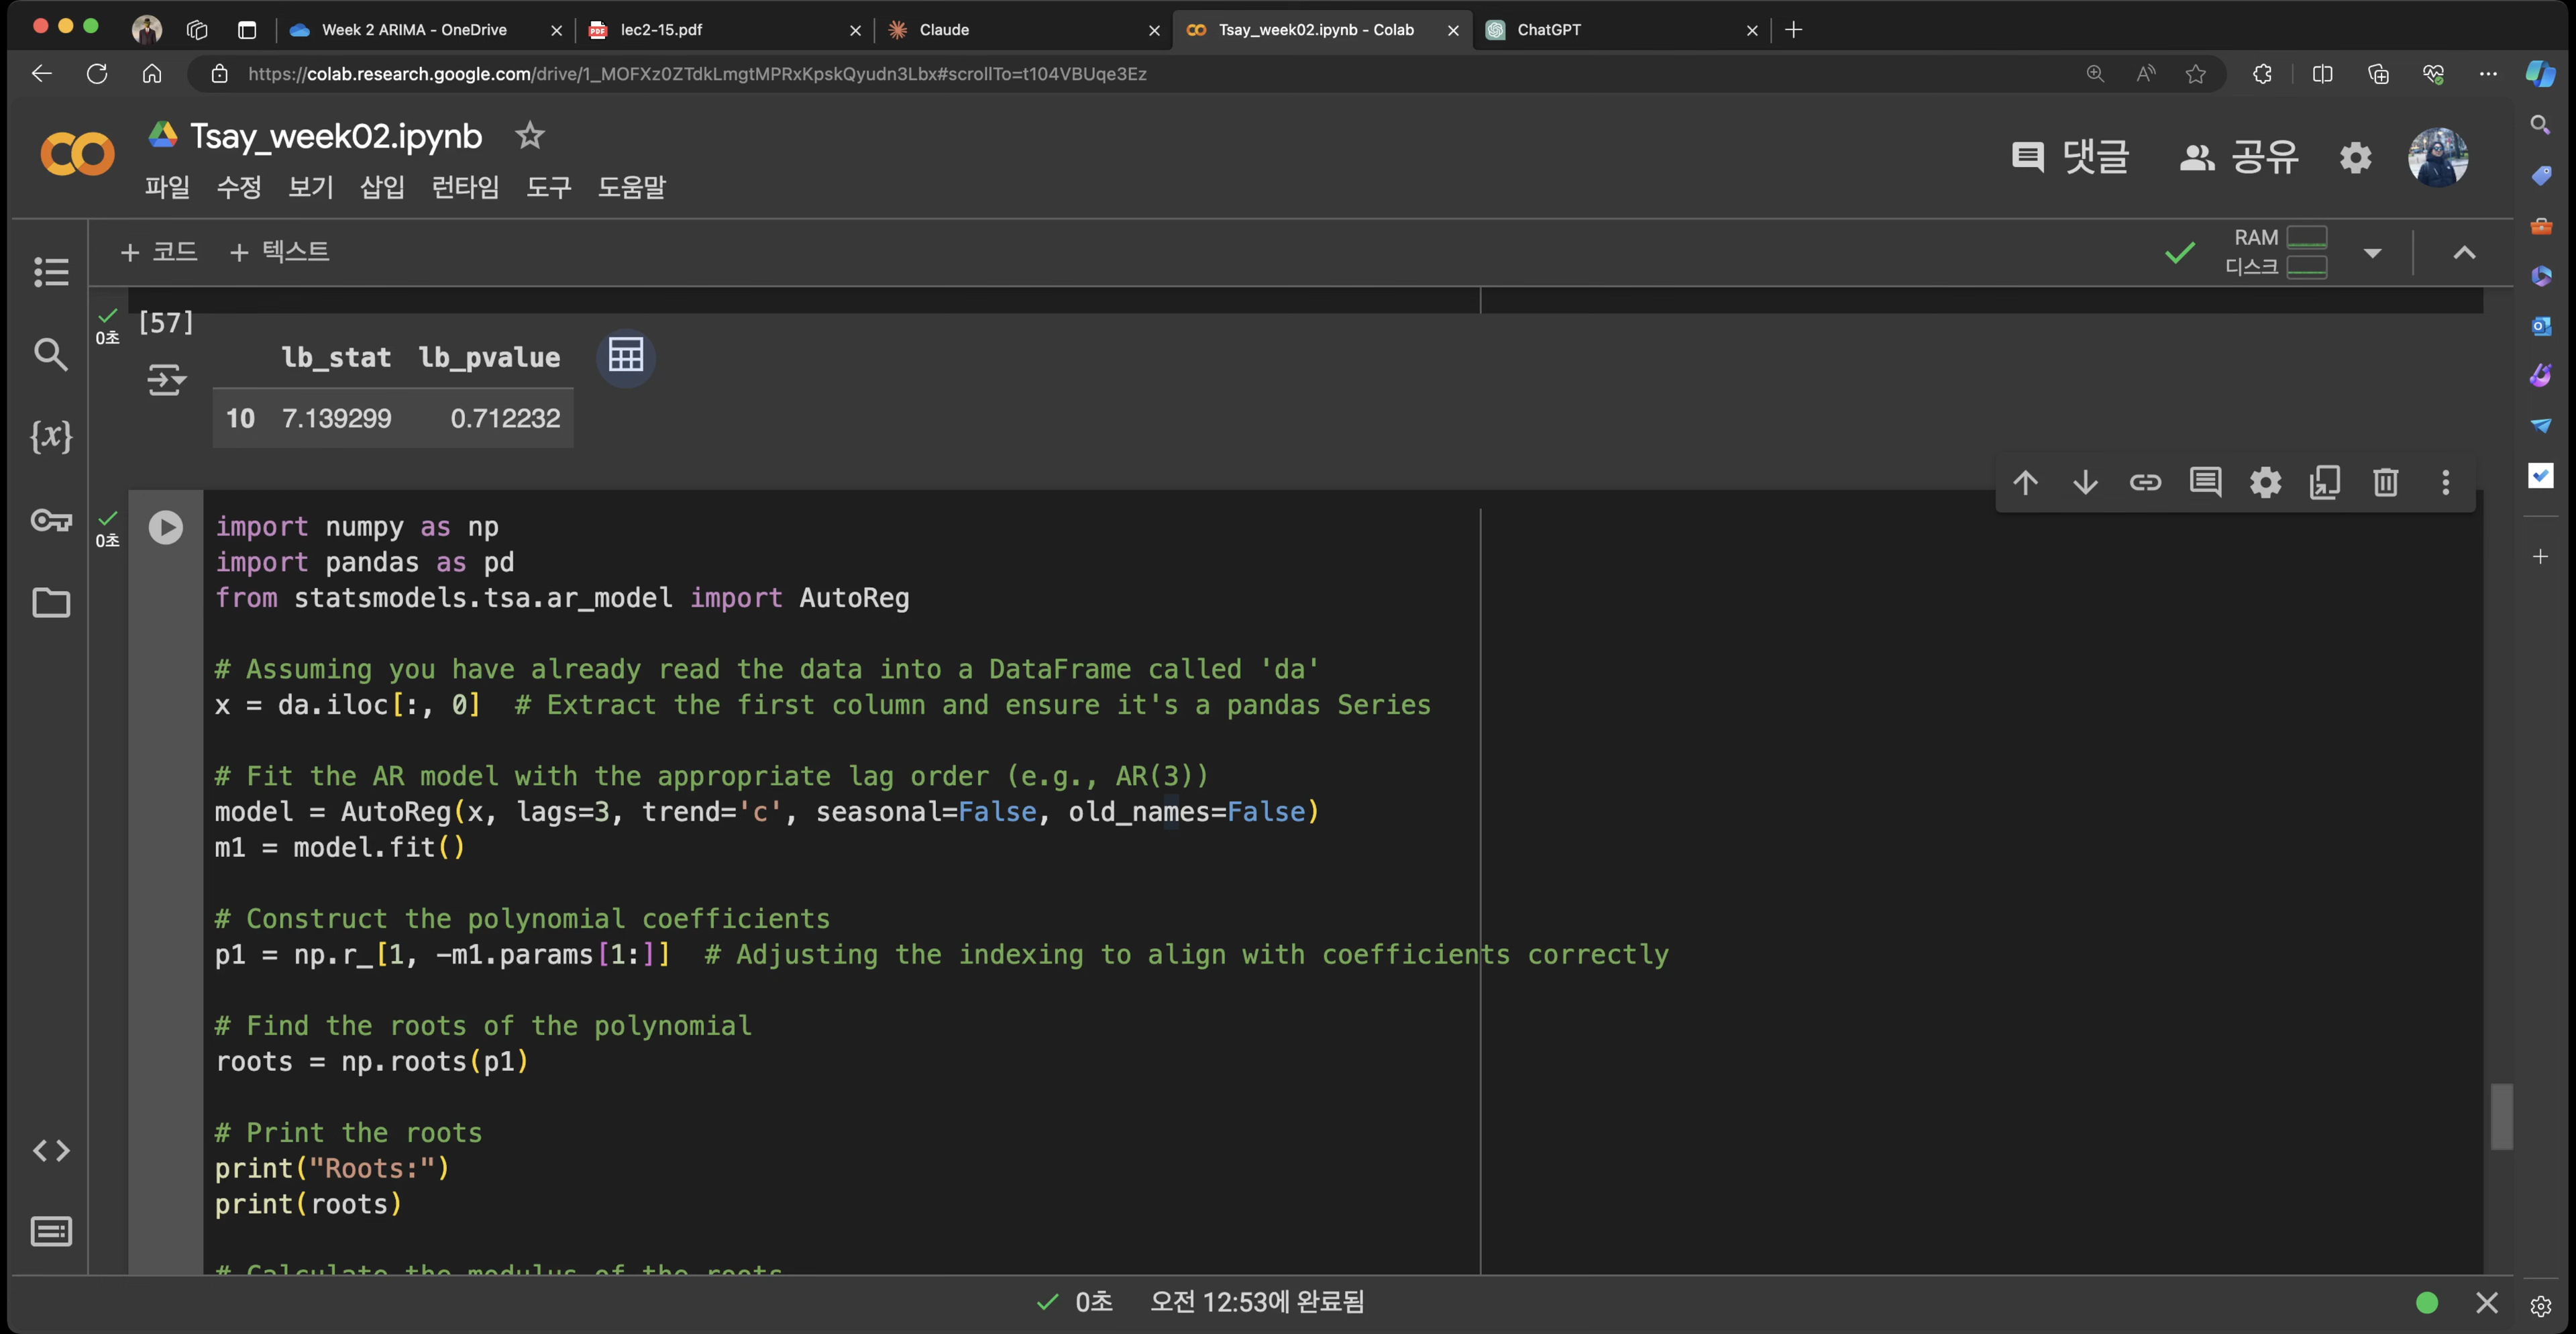 Week 2 ARIMA - OneDrive
lec2-15.pdf
Claude
Tsay_week02.ipynb - Colab
ChatGPT
https://colab.research.google.com/drive/1_MOFXz0ZTdkLmgtMPRxKpskQyudn3Lbx#scrollTo=t104VBUqe3Ez
Tsay_week02.ipynb
댓글
공유
파일 수정 보기 삽입 런타임 도구 도움말
+ 코드 + 텍스트
RAM
디스크
[57]
0초
lb_stat lb_pvalue
10 7.139299 0.712232
{x}
0초
import numpy as np
import pandas as pd
from statsmodels.tsa.ar_model import AutoReg
# Assuming you have already read the data into a DataFrame called 'da'
x = da.iloc[:, 0]  # Extract the first column and ensure it's a pandas Series
# Fit the AR model with the appropriate lag order (e.g., AR(3))
model = AutoReg(x, lags=3, trend='c', seasonal=False, old_names=False)
m1 = model.fit()
# Construct the polynomial coefficients
p1 = np.r_[1, -m1.params[1:]]  # Adjusting the indexing to align with coefficients correctly
# Find the roots of the polynomial
roots = np.roots(p1)
# Print the roots
print("Roots:")
print(roots)
# Calculate the modulus of the roots
0초 오전 12:53에 완료됨